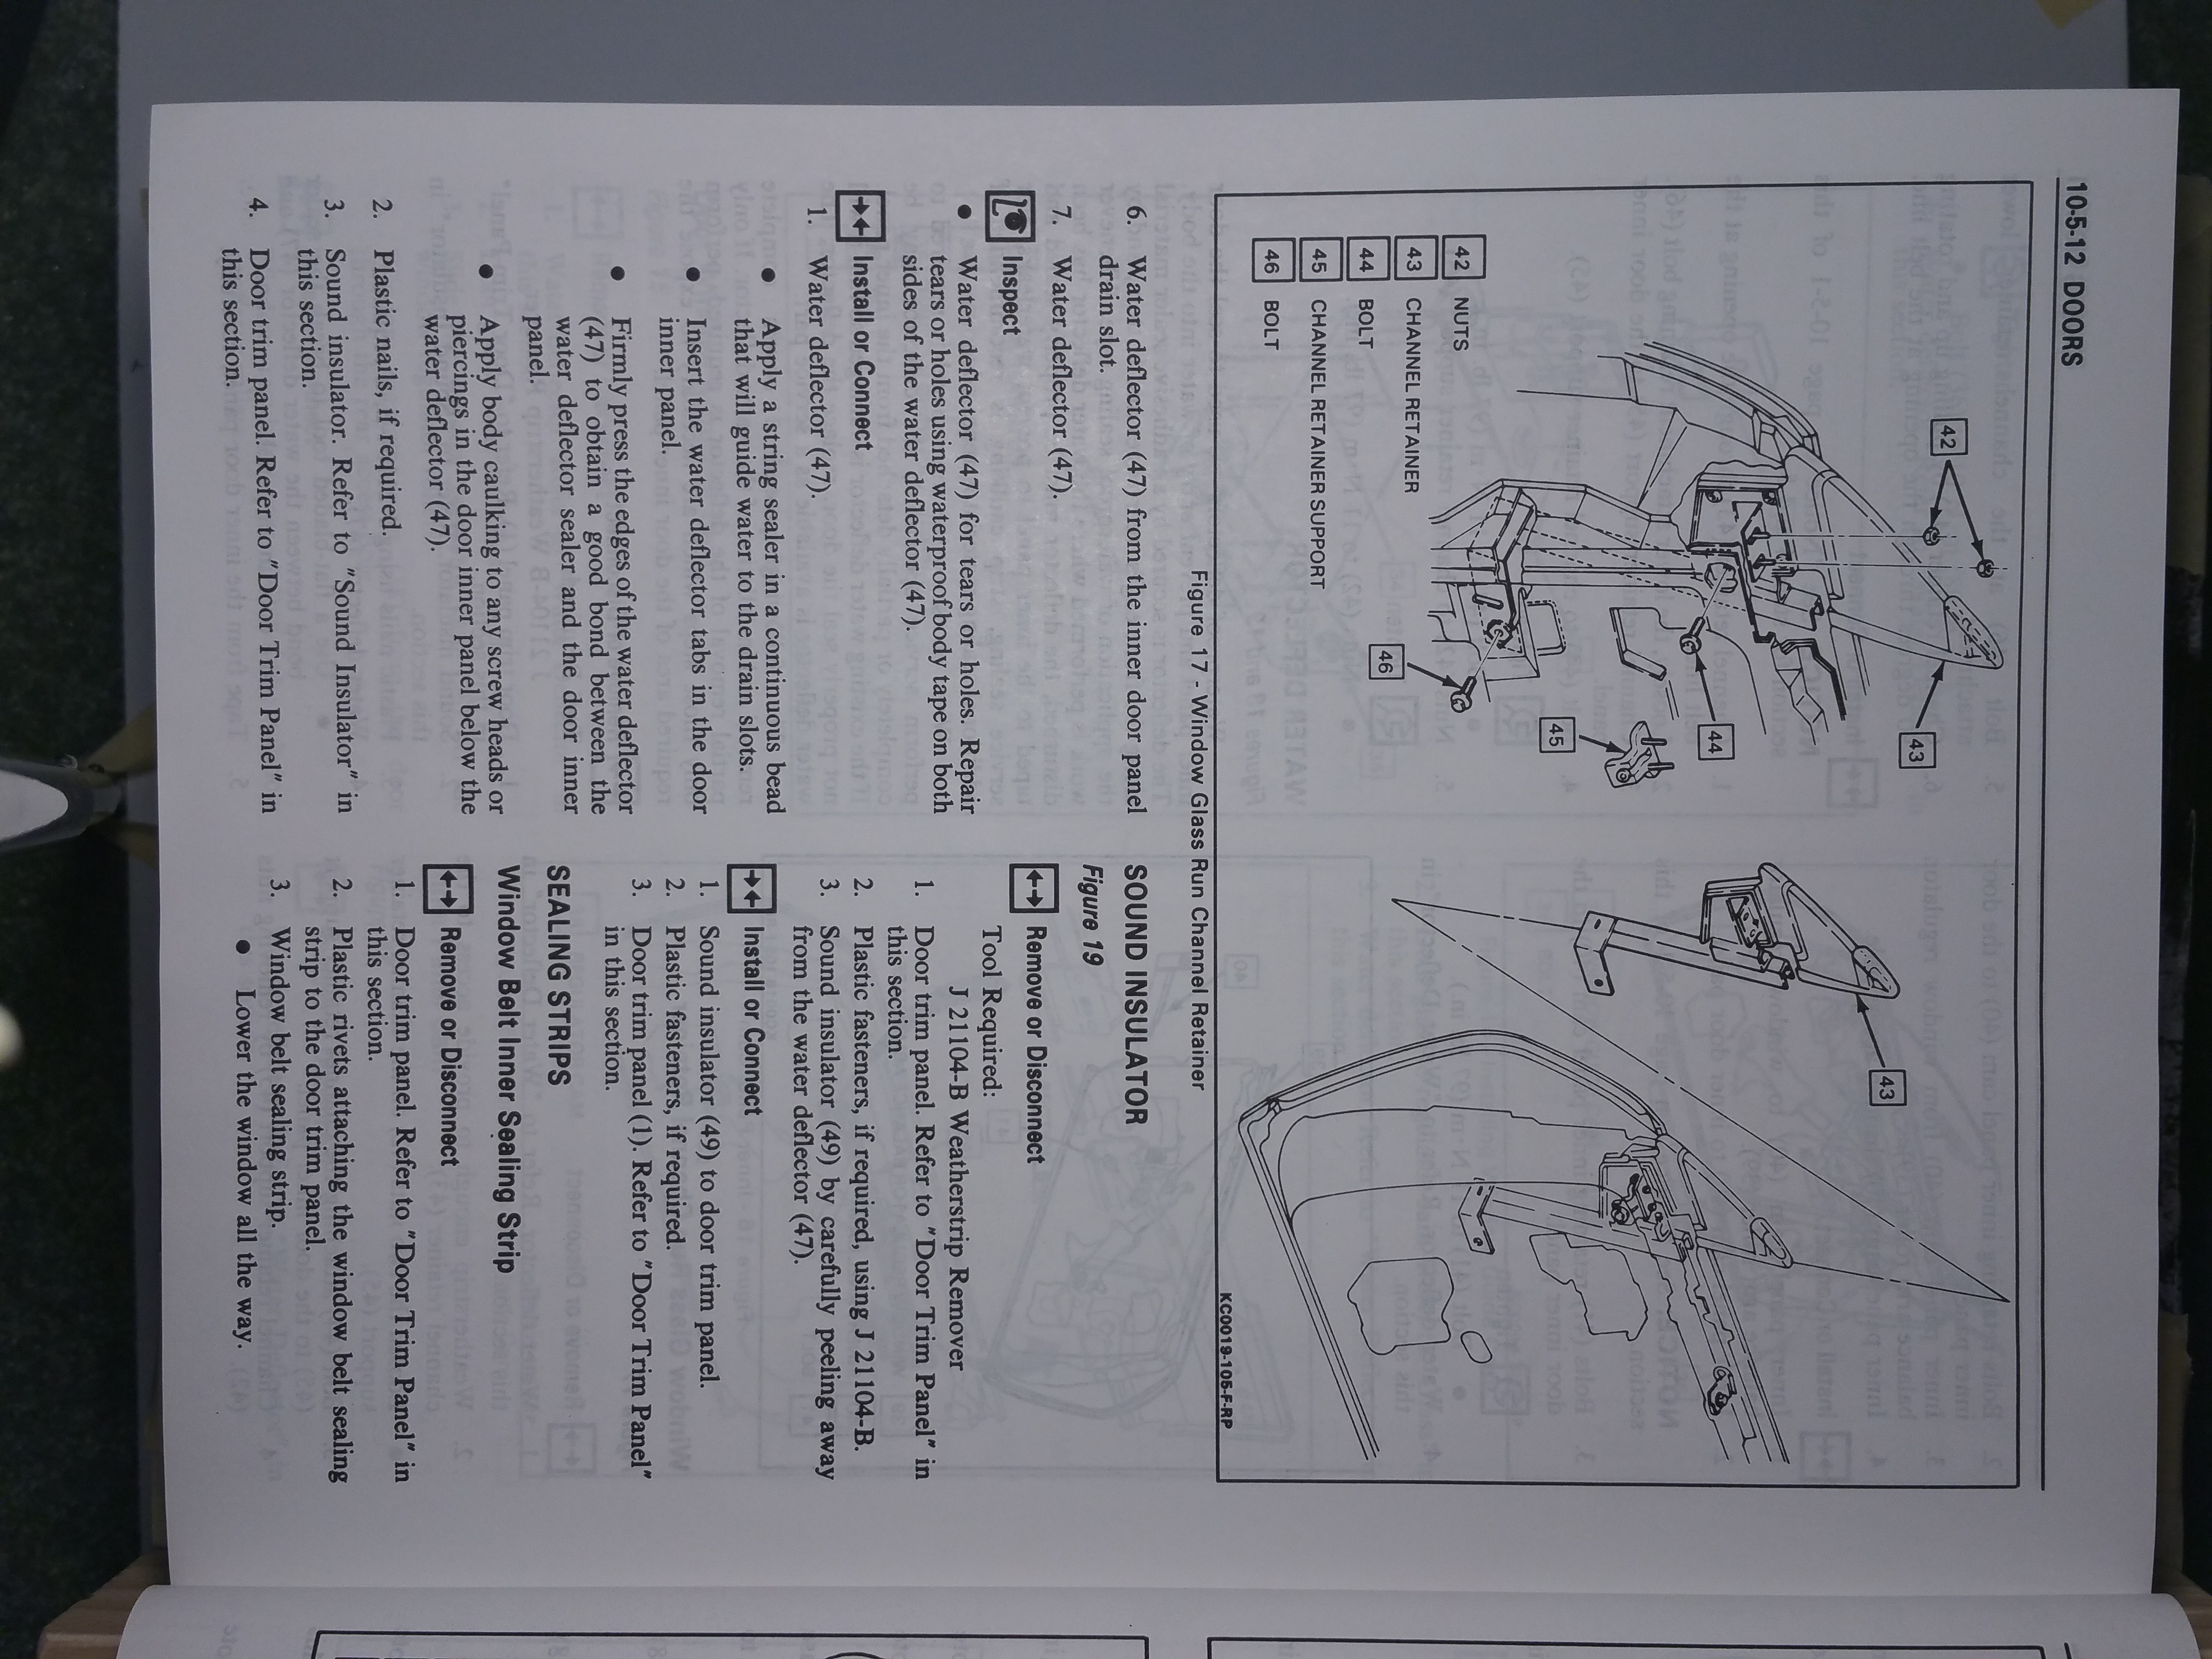 10-5-12 DOORS
42 NUTS
43 CHANNEL RETAINER
44 BOLT
45 CHANNEL RETAINER SUPPORT
46 BOLT
42
43
44
45
46
43
KC0019-105-F-RP
Figure 17 - Window Glass Run Channel Retainer
6. Water deflector (47) from the inner door panel
drain slot.
7. Water deflector (47).
Inspect
● Water deflector (47) for tears or holes. Repair
tears or holes using waterproof body tape on both
sides of the water deflector (47).
Install or Connect
1. Water deflector (47).
● Apply a string sealer in a continuous bead
that will guide water to the drain slots.
● Insert the water deflector tabs in the door
inner panel.
● Firmly press the edges of the water deflector
(47) to obtain a good bond between the
water deflector sealer and the door inner
panel.
● Apply body caulking to any screw heads or
piercings in the door inner panel below the
water deflector (47).
2. Plastic nails, if required.
3. Sound insulator. Refer to "Sound Insulator" in
this section.
4. Door trim panel. Refer to "Door Trim Panel" in
this section.
SOUND INSULATOR
Figure 19
Remove or Disconnect
Tool Required:
J 21104-B Weatherstrip Remover
1. Door trim panel. Refer to "Door Trim Panel" in
this section.
2. Plastic fasteners, if required, using J 21104-B.
3. Sound insulator (49) by carefully peeling away
from the water deflector (47).
Install or Connect
1. Sound insulator (49) to door trim panel.
2. Plastic fasteners, if required.
3. Door trim panel (1). Refer to "Door Trim Panel"
in this section.
SEALING STRIPS
Window Belt Inner Sealing Strip
Remove or Disconnect
1. Door trim panel. Refer to "Door Trim Panel" in
this section.
2. Plastic rivets attaching the window belt sealing
strip to the door trim panel.
3. Window belt sealing strip.
● Lower the window all the way.